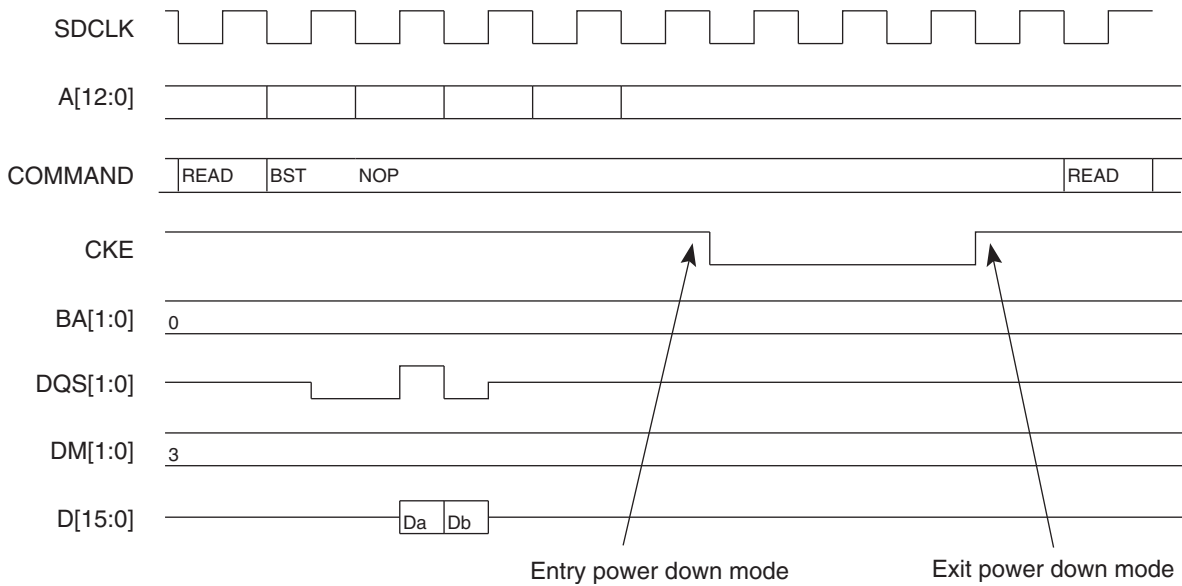 SDCLK
A[12:0]
COMMAND READ BST NOP READ
CKE
BA[1:0] 0
DQS[1:0]
DM[1:0] 3
D[15:0] Da Db
Entry power down mode Exit power down mode